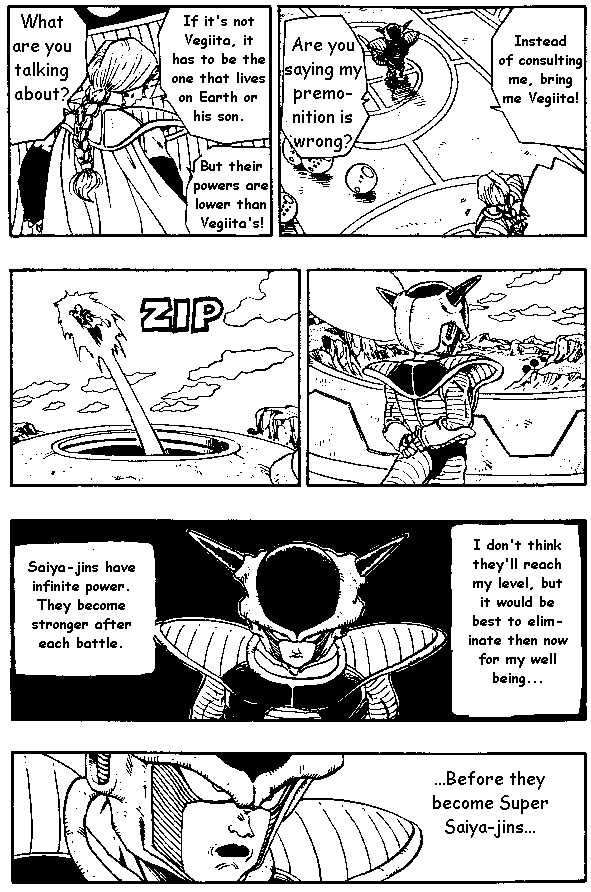 Instead
of consulting
me, bring
me Vegiita!
Are you
saying my
premo-
nition is
wrong?
If it's not
Vegiita, it
has to be the
one that lives
on Earth or
his son.
But their
powers are
lower than
Vegiita's!
What
are you
talking
about?
ZIP
I don't think
they'll reach
my level, but
it would be
best to elim-
inate then now
for my well
being...
Saiya-jins have
infinite power.
They become
stronger after
each battle.
...Before they
become Super
Saiya-jins...